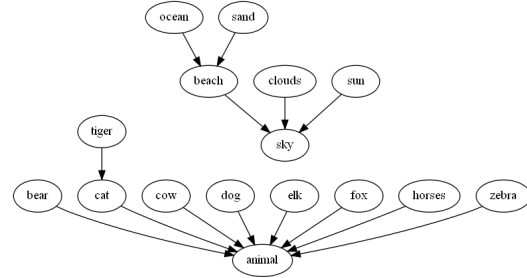 ocean sand
beach clouds sun
tiger sky
bear cat cow dog elk fox horses zebra
animal